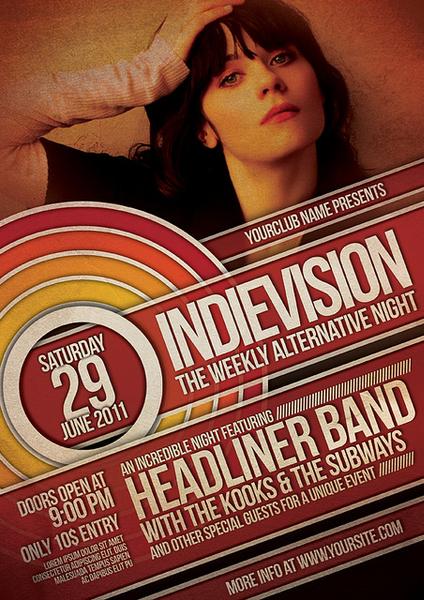 YOURCLUB NAME PRESENTS
INDIEVISION
THE WEEKLY ALTERNATIVE NIGHT
SATURDAY
29
JUNE 2011
AN INCREDIBLE NIGHT FEATURING
HEADLINER BAND
WITH THE KOOKS & THE SUBWAYS
AND OTHER SPECIAL GUESTS FOR A UNIQUE EVENT
DOORS OPEN AT
9:00 PM
ONLY 10$ ENTRY
LOREM IPSUM DOLOR SIT AMET
CONSECTETUR ADIPISCING ELIT. DUIS
MALESUADA TEMPUS SAPIEN
AC DAPIBUS ELIT PU
MORE INFO AT WWW.YOURSITE.COM